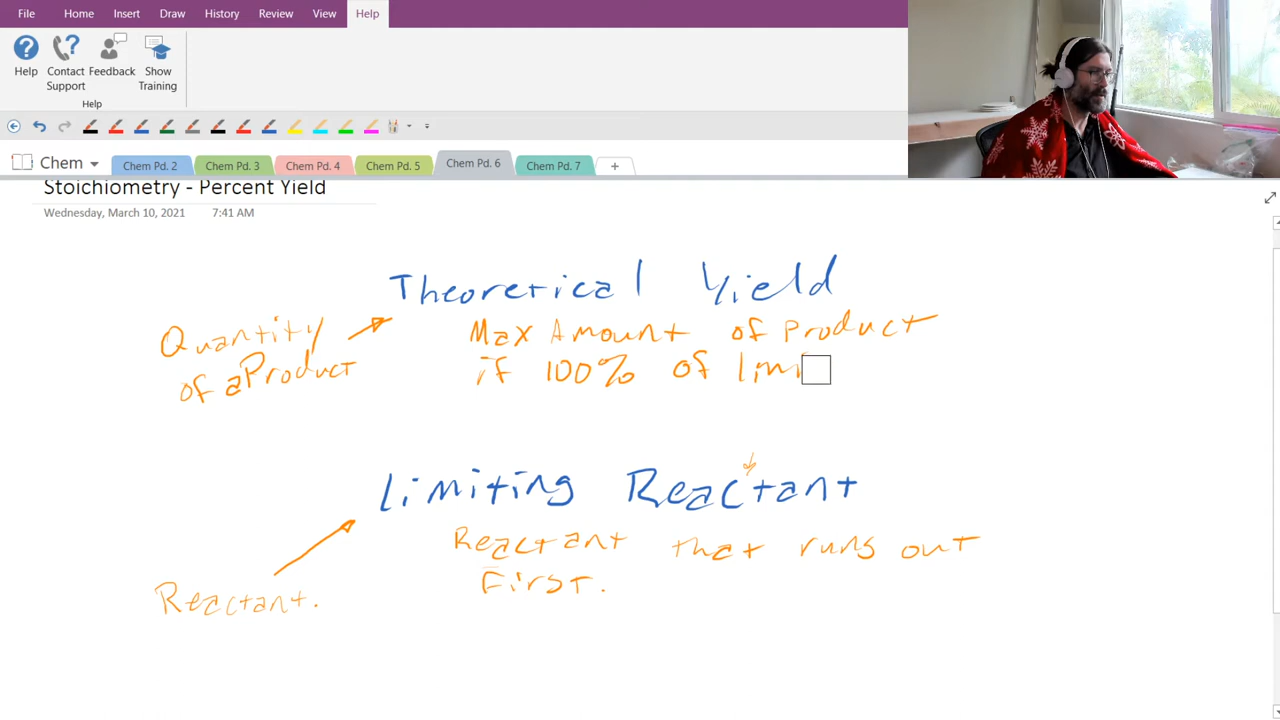 File Home Insert Draw History Review View Help
Help Contact Support Feedback Show Training
Help
Chem Chem Pd. 2 Chem Pd. 3 Chem Pd. 4 Chem Pd. 5 Chem Pd. 6 Chem Pd. 7 +
Stoichiometry - Percent Yield
Wednesday, March 10, 2021 7:41 AM
Theoretical Yield
Quantity
of a Product
Max Amount of Product
if 100% of limi
Limiting Reactant
Reactant that runs out
First.
Reactant.